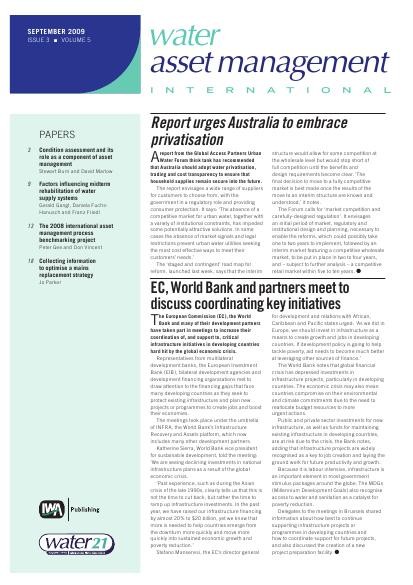 SEPTEMBER 2009
ISSUE 3 ■ VOLUME 5
water
asset management
INTERNATIONAL
PAPERS
2 Condition assessment and its
role as a component of asset
management
Stewart Burn and David Marlow
9 Factors influencing midterm
rehabilitation of water
supply systems
Gerald Gangl, Daniela Fuchs-
Hanusch and Franz Friedl
13 The 2008 international asset
management process
benchmarking project
Peter Gee and Don Vincent
18 Collecting information
to optimise a mains
replacement strategy
Jo Parker
IWA Publishing
water21
Report urges Australia to embrace
privatisation
A report from the Global Access Partners Urban
Water Forum think tank has recommended
that Australia should adopt water privatisation,
trading and cost transparency to ensure that
household supplies remain secure into the future.
The report envisages a wide range of suppliers
for customers to choose from, with the
government in a regulatory role and providing
consumer protection. It says: 'The absence of a
competitive market for urban water, together with
a variety of institutional constraints, has impeded
some potentially attractive solutions. In some
cases the absence of market signals and legal
restrictions prevent urban water utilities seeking
the most cost effective ways to meet their
customers' needs.'
The 'staged and contingent' road map for
reform, launched last week, says that the interim
structure would allow for some competition at
the wholesale level but would stop short of
full competition until the benefits and
design requirements become clear. 'The
final decision to move to a fully competitive
market is best made once the results of the
move to an interim structure are known and
understood,' it notes.
The Forum calls for 'market competition and
carefully designed regulation'. It envisages
an initial period of market, regulatory and
institutional design and planning, necessary to
enable the reforms, which could possibly take
one to two years to implement, followed by an
interim market featuring a competitive wholesale
market, to be put in place in two to four years,
and – subject to further analysis – a competitive
retail market within five to ten years. ●
EC, World Bank and partners meet to
discuss coordinating key initiatives
The European Commission (EC), the World
Bank and many of their development partners
have taken part in meetings to increase their
coordination of, and support to, critical
infrastructure initiatives in developing countries
hard hit by the global economic crisis.
Representatives from multilateral
development banks, the European Investment
Bank (EIB), bilateral development agencies and
development financing organisations met to
draw attention to the financing gaps that face
many developing countries as they seek to
protect existing infrastructure and plan new
projects or programmes to create jobs and boost
their economies.
The meetings took place under the umbrella
of INFRA, the World Bank's Infrastructure
Recovery and Assets platform, which now
includes many other development partners.
Katherine Sierra, World Bank vice president
for sustainable development, told the meeting:
'We are seeing declining investments in national
infrastructure plans as a result of the global
economic crisis.
'Past experience, such as during the Asian
crisis of the late 1990s, clearly tells us that this is
not the time to cut back, but rather the time to
ramp up infrastructure investments. In the past
year, we have raised our infrastructure financing
by almost 20% to $20 billion, yet we know that
more is needed to help countries emerge from
the downturn more quickly and move more
quickly into sustained economic growth and
poverty reduction.'
Stefano Manservisi, the EC's director general
for development and relations with African,
Caribbean and Pacific states urged: 'As we did in
Europe, we should invest in infrastructure as a
means to create growth and jobs in developing
countries. If development policy is going to help
tackle poverty, aid needs to become much better
at leveraging other sources of finance.'
The World Bank notes that global financial
crisis has depressed investments in
infrastructure projects, particularly in developing
countries. The economic crisis may also mean
countries compromise on their environmental
and climate commitments due to the need to
reallocate budget resources to more
urgent actions.
Public and private sector investments for new
infrastructure, as well as funds for maintaining
existing infrastructure in developing countries,
are at risk due to the crisis, the Bank notes,
adding that infrastructure projects are widely
recognised as a key to job creation and laying the
ground work for future productivity and growth.
Because it is labour intensive, infrastructure is
an important element in most government
stimulus packages around the globe. The MDGs
(Millennium Development Goals) also recognise
access to water and sanitation as a catalyst for
poverty reduction.
Delegates to the meetings in Brussels shared
information about how best to continue
supporting infrastructure projects or
programmes in developing countries and
how to coordinate support for future projects,
and also discussed the creation of a new
project preparation facility. ●